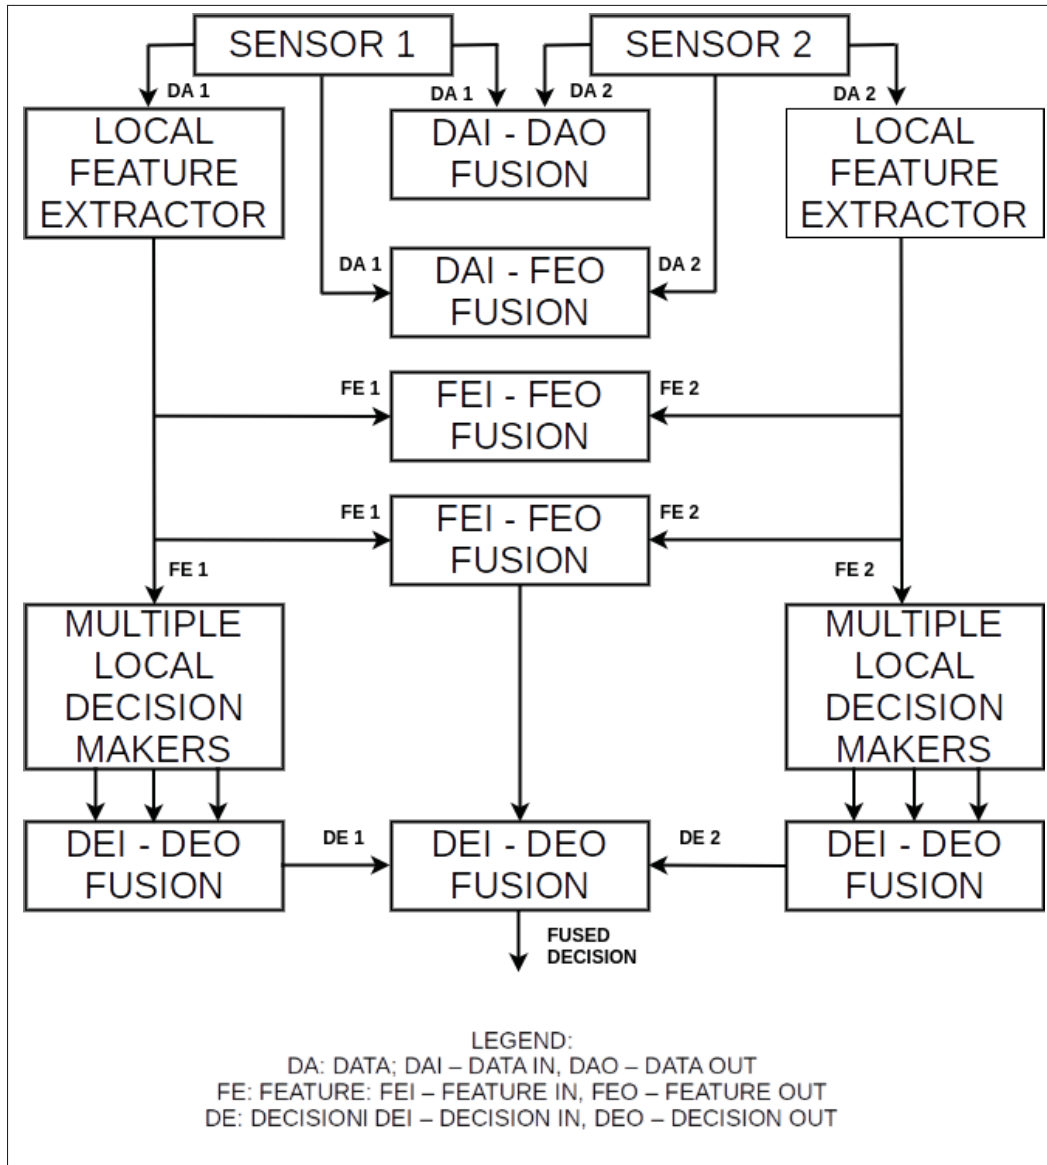 SENSOR 1
SENSOR 2
DA 1
DA 1
DA 2
DA 2
LOCAL
FEATURE
EXTRACTOR
DAI - DAO
FUSION
LOCAL
FEATURE
EXTRACTOR
DA 1
DAI - FEO
FUSION
DA 2
FE 1
FEI - FEO
FUSION
FE 2
FE 1
FEI - FEO
FUSION
FE 2
FE 1
FE 2
MULTIPLE
LOCAL
DECISION
MAKERS
MULTIPLE
LOCAL
DECISION
MAKERS
DEI - DEO
FUSION
DE 1
DEI - DEO
FUSION
DE 2
DEI - DEO
FUSION
FUSED
DECISION
LEGEND:
DA: DATA; DAI – DATA IN, DAO – DATA OUT
FE: FEATURE: FEI – FEATURE IN, FEO – FEATURE OUT
DE: DECISIONI DEI – DECISION IN, DEO – DECISION OUT